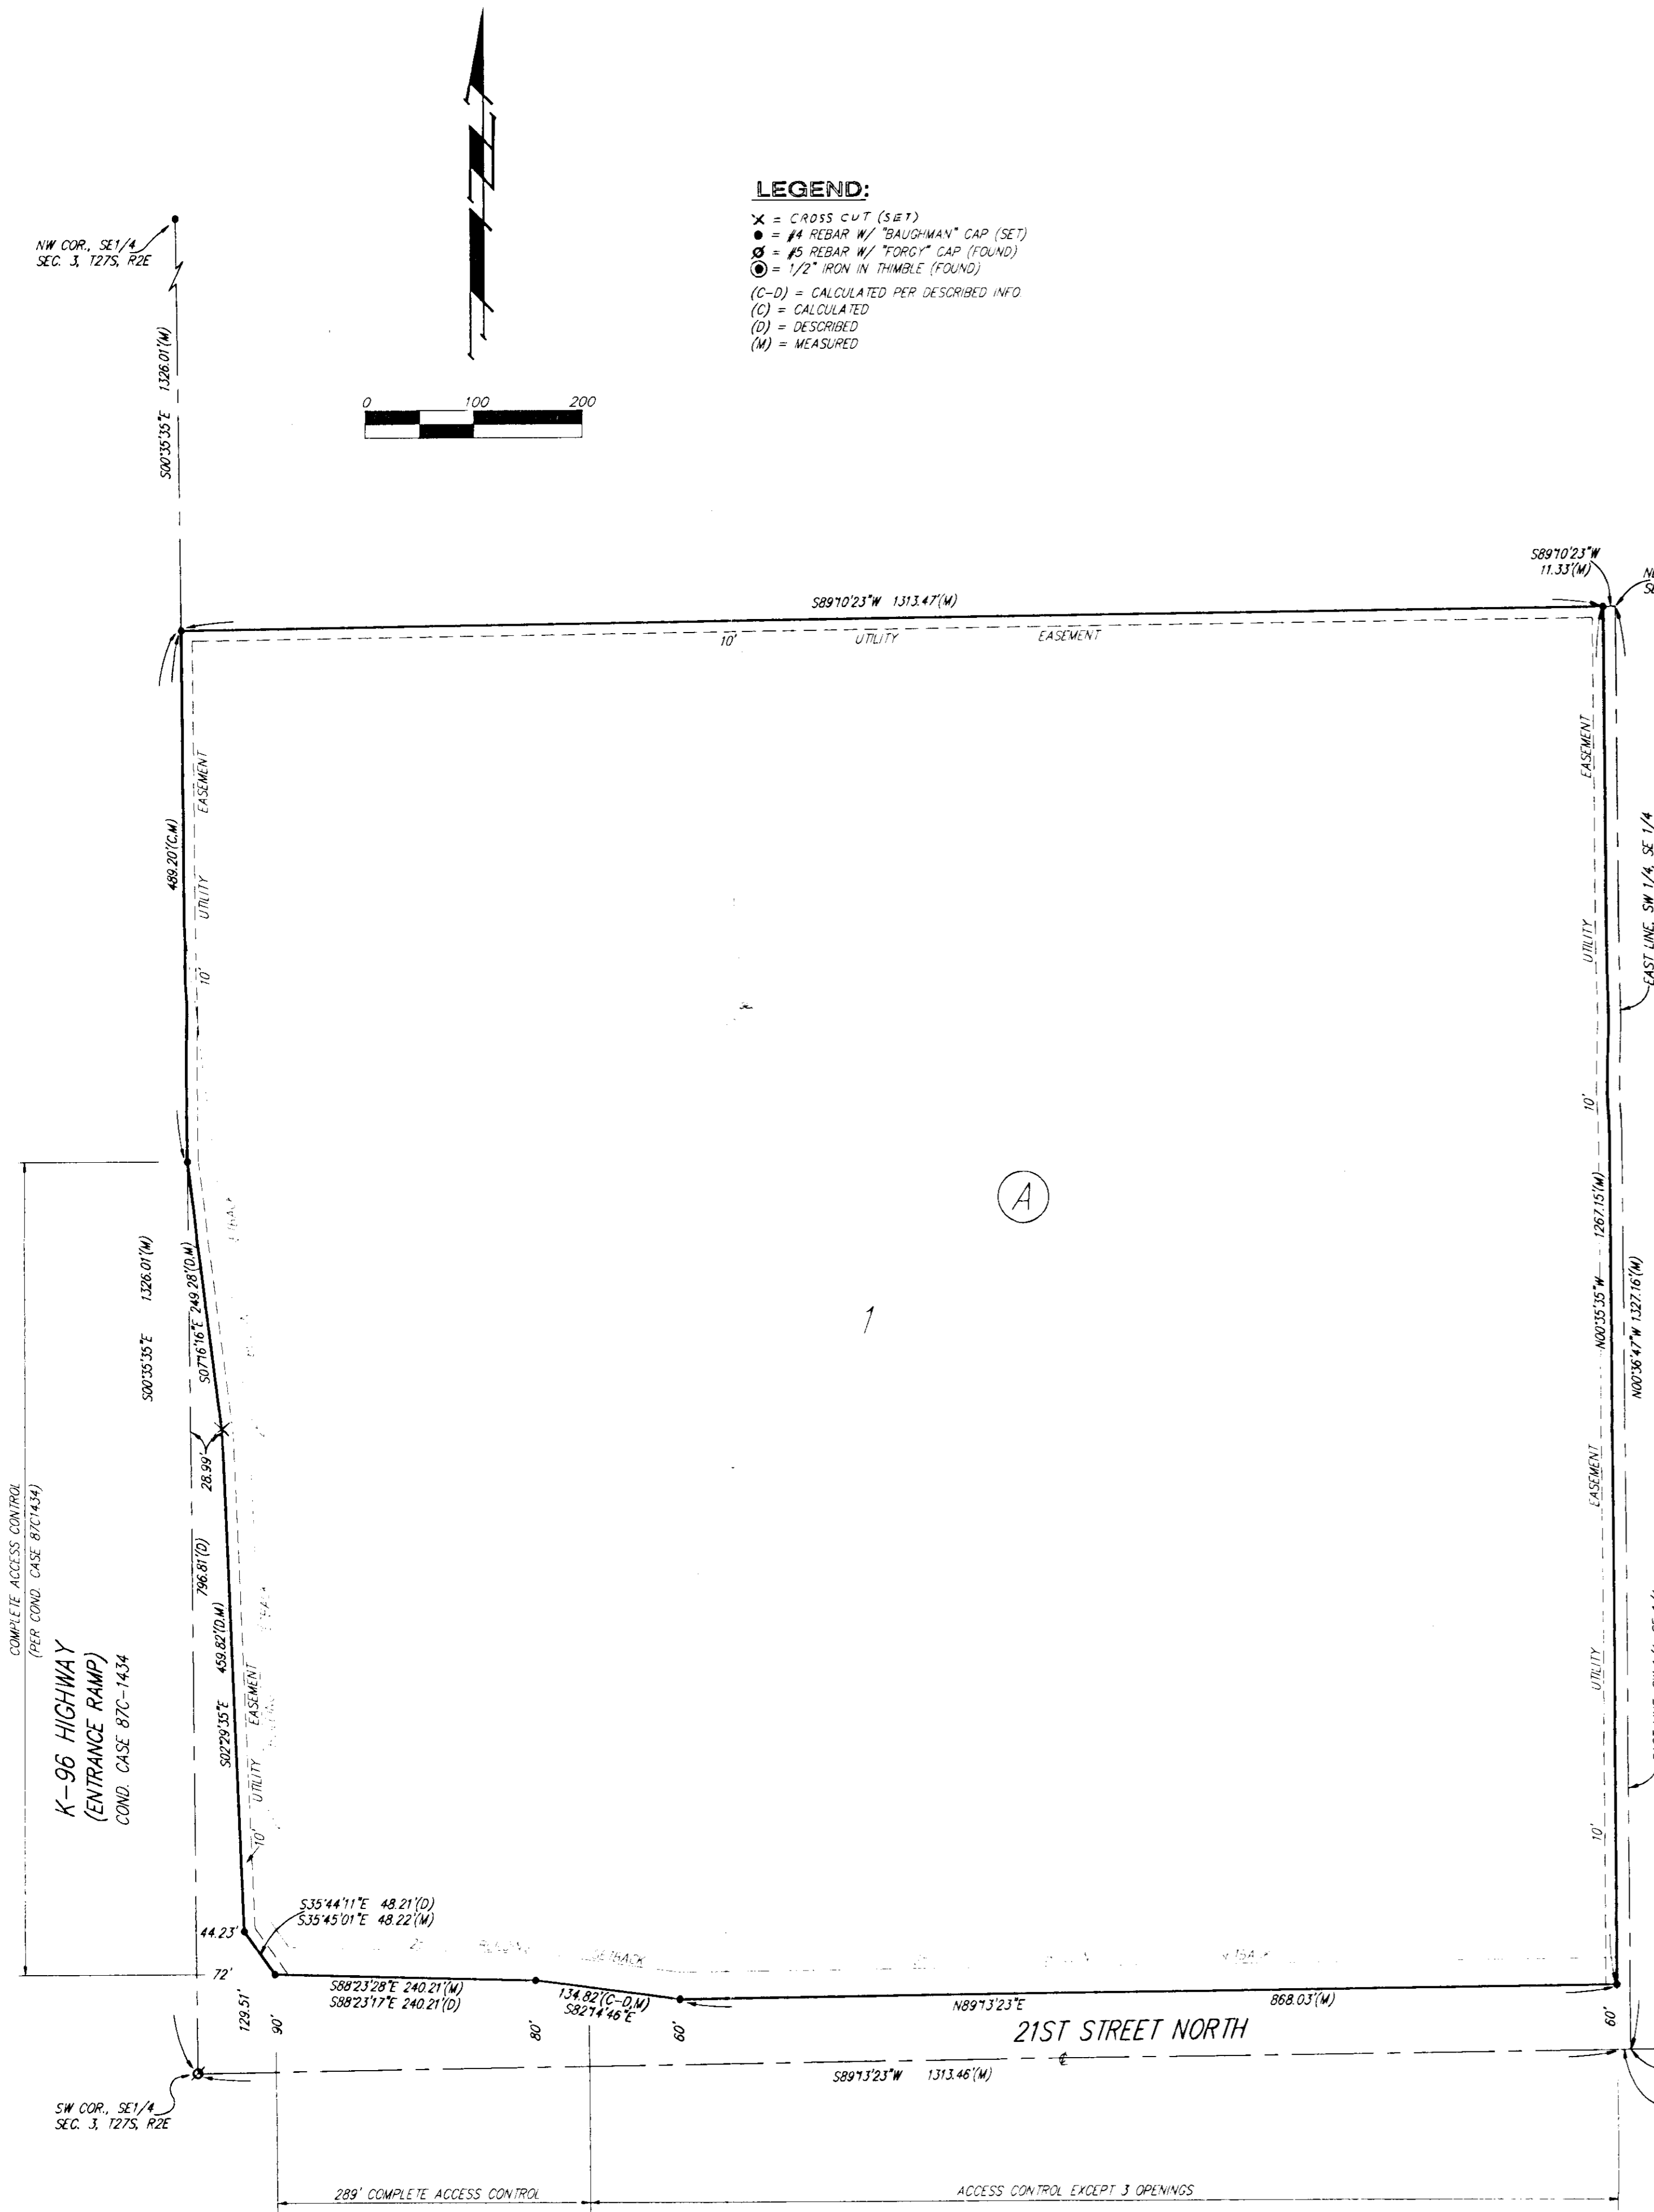 LEGEND:
X = CROSS CUT (SET)
● = #4 REBAR W/ "BAUGHMAN" CAP (SET)
Ø = #5 REBAR W/ "FORGY" CAP (FOUND)
= 1/2" IRON IN THIMBLE (FOUND)
(C-D) = CALCULATED PER DESCRIBED INFO.
(C) = CALCULATED
(D) = DESCRIBED
(M) = MEASURED
NW COR., SE1/4
SEC. 3, T27S, R2E
S00°35'35"E 1326.01'(M)
0 100 200
S89°10'23"W
11.33'(M)
S89°10'23"W 1313.47'(M)
10' UTILITY EASEMENT
489.20'(C,M)
10' UTILITY EASEMENT
10' UTILITY EASEMENT
EAST LINE, SW 1/4, SE 1/4
A
1
N00°35'35"W 1267.15'(M)
N00°36'47"W 1327.16'(M)
S00°35'35"E 1326.01'(M)
S07°16'16"E 249.28'(D,M)
28.99'
796.81'(D)
S02°29'35"E 459.82'(D,M)
COMPLETE ACCESS CONTROL
(PER COND. CASE 87C1434)
K-96 HIGHWAY
(ENTRANCE RAMP)
COND. CASE 87C-1434
10' UTILITY EASEMENT
10' UTILITY EASEMENT
S35°44'11"E 48.21'(D)
S35°45'01"E 48.22'(M)
44.23'
72'
SETBACK
S88°23'28"E 240.21'(M)
S88°23'17"E 240.21'(D)
134.82'(C-D,M)
S82°14'46"E
N89°13'23"E 868.03'(M)
129.51'
90'
80'
60'
60'
21ST STREET NORTH
S89°13'23"W 1313.46'(M)
SW COR., SE1/4
SEC. 3, T27S, R2E
289' COMPLETE ACCESS CONTROL
ACCESS CONTROL EXCEPT 3 OPENINGS